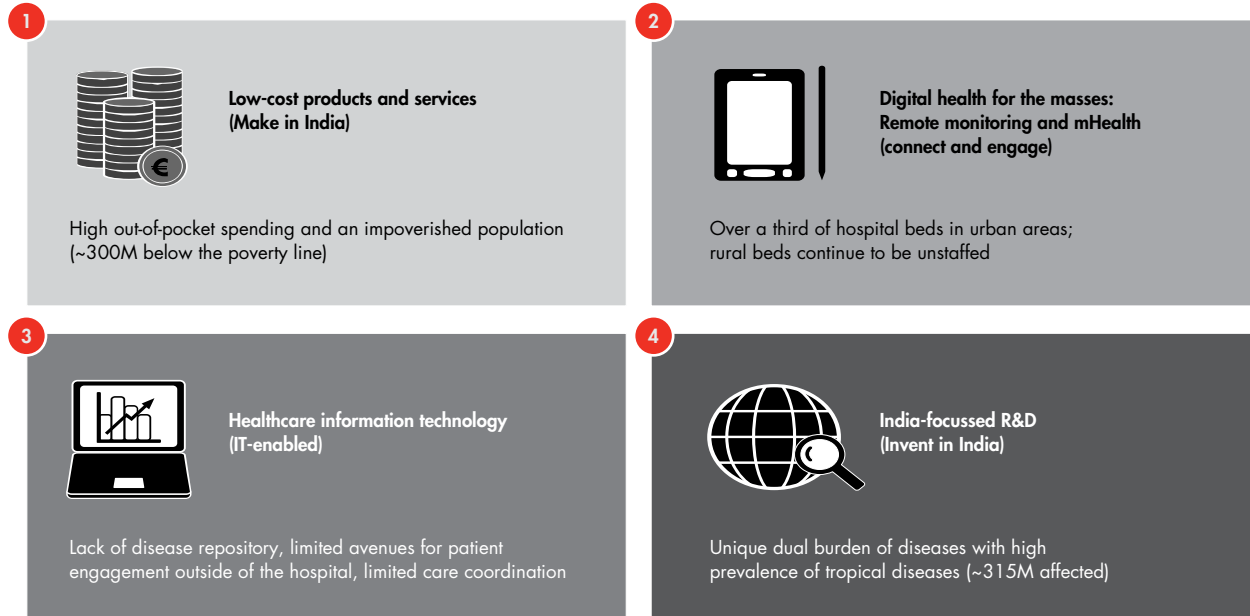 1
Low-cost products and services
(Make in India)
€
High out-of-pocket spending and an impoverished population
(~300M below the poverty line)
2
Digital health for the masses:
Remote monitoring and mHealth
(connect and engage)
Over a third of hospital beds in urban areas;
rural beds continue to be unstaffed
3
Healthcare information technology
(IT-enabled)
Lack of disease repository, limited avenues for patient
engagement outside of the hospital, limited care coordination
4
India-focussed R&D
(Invent in India)
Unique dual burden of diseases with high
prevalence of tropical diseases (~315M affected)